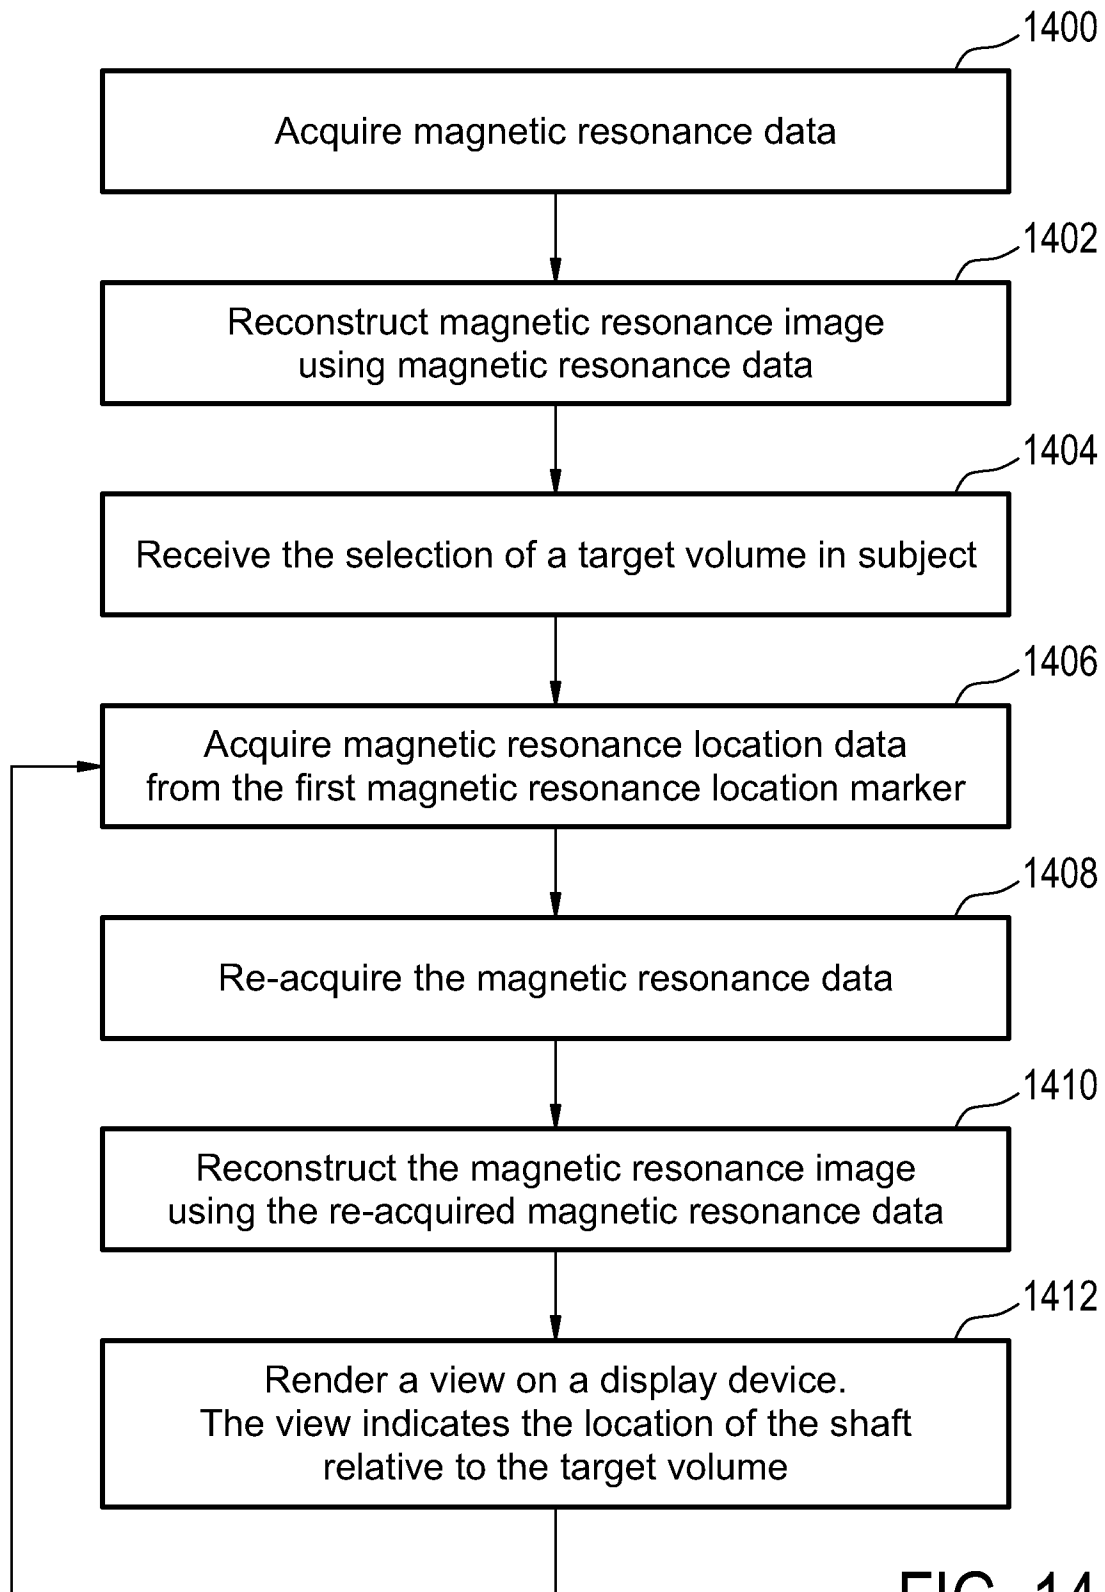 1400
Acquire magnetic resonance data
1402
Reconstruct magnetic resonance image
using magnetic resonance data
1404
Receive the selection of a target volume in subject
1406
Acquire magnetic resonance location data
from the first magnetic resonance location marker
1408
Re-acquire the magnetic resonance data
1410
Reconstruct the magnetic resonance image
using the re-acquired magnetic resonance data
1412
Render a view on a display device.
The view indicates the location of the shaft
relative to the target volume
FIG. 14